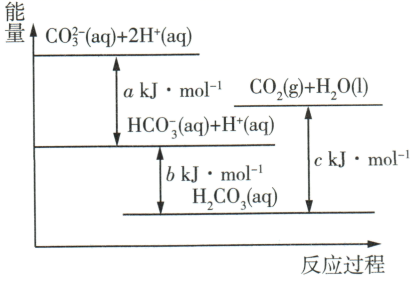 能量
CO₃²⁻(aq)+2H⁺(aq)
a kJ·mol⁻¹
CO₂(g)+H₂O(l)
HCO₃⁻(aq)+H⁺(aq)
b kJ·mol⁻¹
c kJ·mol⁻¹
H₂CO₃(aq)
反应过程